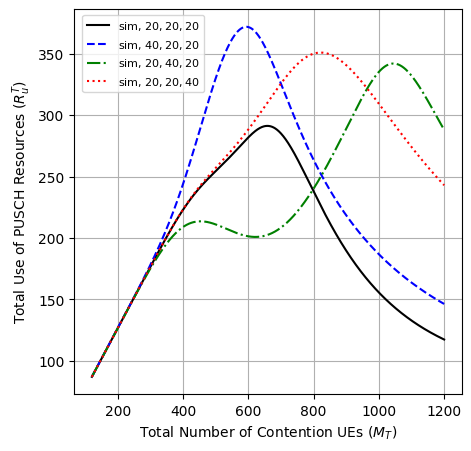 sim, 20, 20, 20
sim, 40, 20, 20
sim, 20, 40, 20
sim, 20, 20, 40
350
300
250
200
150
100
200 400 600 800 1000 1200
Total Number of Contention UEs (M_T)
Total Use of PUSCH Resources (R_u^T)